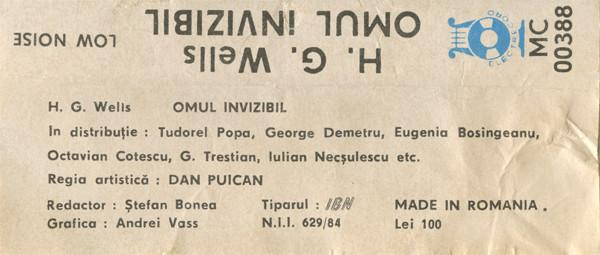 H. G. Wells
OMUL INVIZIBIL
LOW NOISE
ELECTRECORD
MC
00388
H. G. Wells OMUL INVIZIBIL
In distribuție : Tudorel Popa, George Demetru, Eugenia Bosingeanu,
Octavian Cotescu, G. Trestian, Iulian Necșulescu etc.
Regia artistică : DAN PUICAN
Redactor : Ștefan Bonea Tiparul : IBN MADE IN ROMANIA .
Grafica : Andrei Vass N.I.I. 629/84 Lei 100